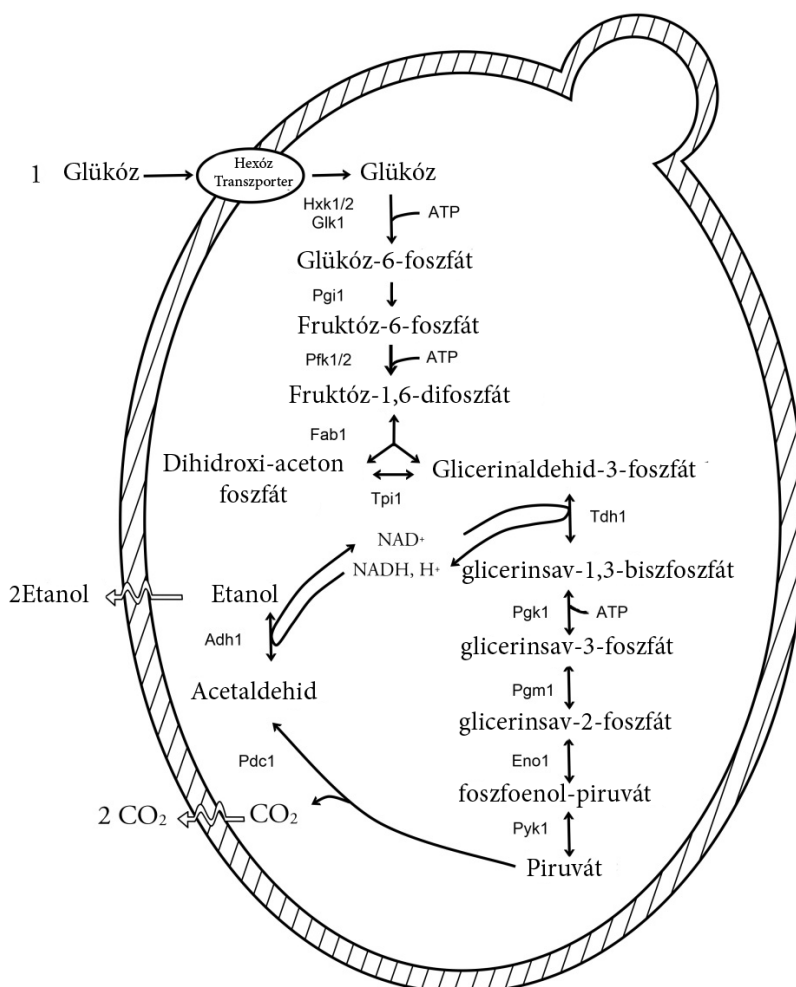 1 Glükóz
Hexóz
Transzporter
Glükóz
Hxk1/2
Glk1
ATP
Glükóz-6-foszfát
Pgi1
Fruktóz-6-foszfát
Pfk1/2
ATP
Fruktóz-1,6-difoszfát
Fab1
Dihidroxi-aceton
foszfát
Glicerinaldehid-3-foszfát
Tpi1
Tdh1
NAD+
NADH, H+
glicerinsav-1,3-biszfoszfát
2Etanol
Etanol
Pgk1
ATP
Adh1
glicerinsav-3-foszfát
Acetaldehid
Pgm1
glicerinsav-2-foszfát
Pdc1
Eno1
foszfoenol-piruvát
2 CO₂
CO₂
Pyk1
Piruvát